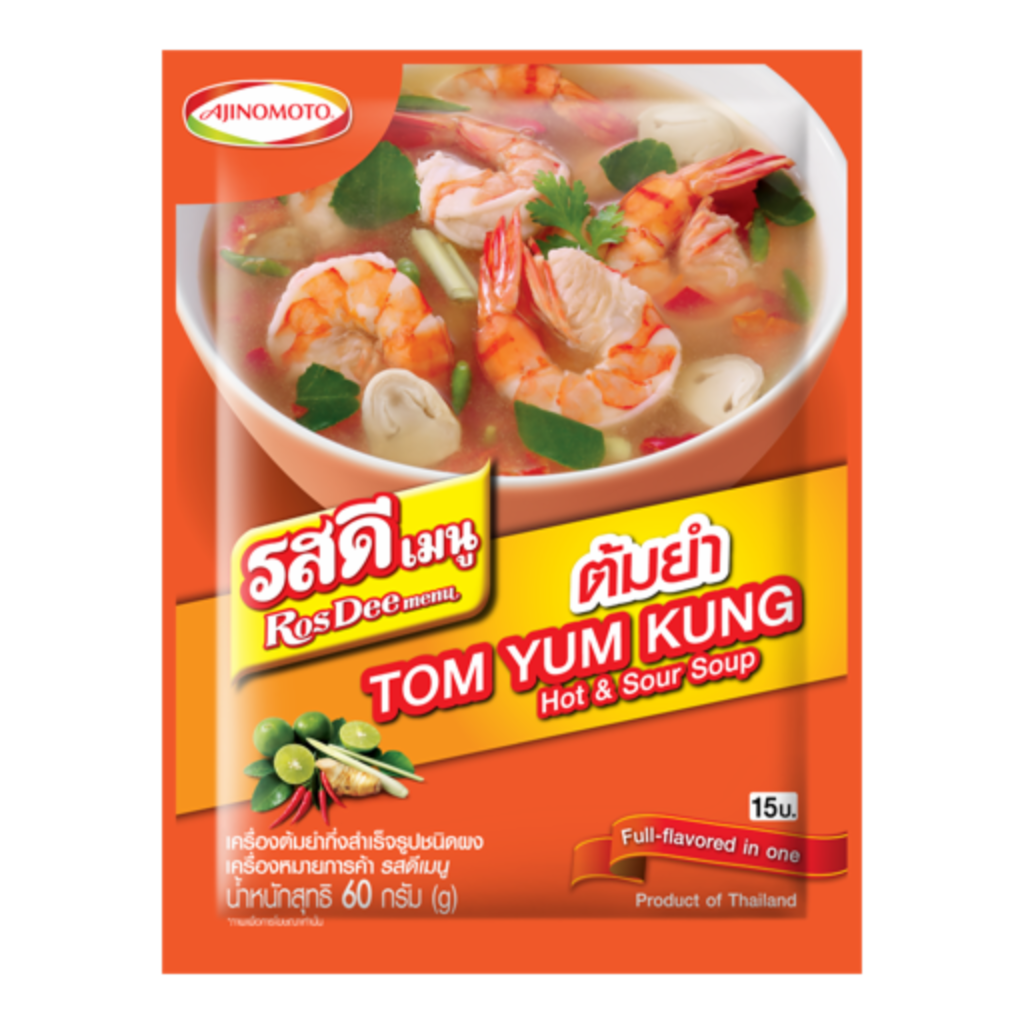 AJINOMOTO
รสดีเมนู
RosDee menu
ต้มยำ
TOM YUM KUNG
Hot & Sour Soup
15บ.
เครื่องต้มยำกึ่งสำเร็จรูปชนิดผง
เครื่องหมายการค้า รสดีเมนู
น้ำหนักสุทธิ 60 กรัม (g)
Full-flavored in one
Product of Thailand